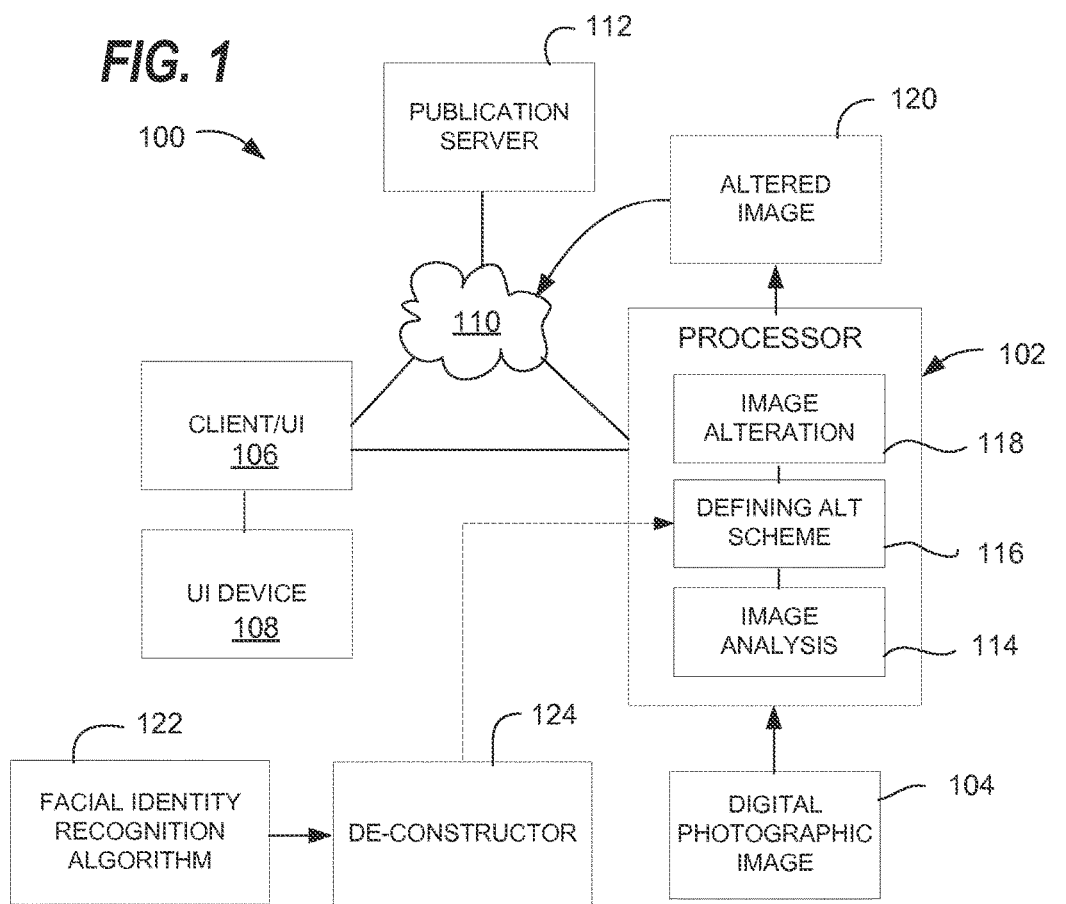 FIG. 1
100
112
PUBLICATION
SERVER
120
ALTERED
IMAGE
110
PROCESSOR
102
IMAGE
ALTERATION
118
DEFINING ALT
SCHEME
116
IMAGE
ANALYSIS
114
CLIENT/UI
106
UI DEVICE
108
122
FACIAL IDENTITY
RECOGNITION
ALGORITHM
124
DE-CONSTRUCTOR
104
DIGITAL
PHOTOGRAPHIC
IMAGE